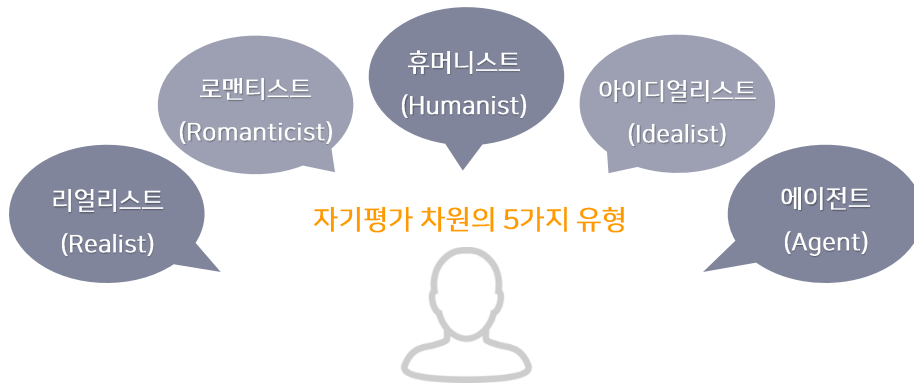 휴머니스트
(Humanist)
로맨티스트
(Romanticist)
아이디얼리스트
(Idealist)
리얼리스트
(Realist)
에이전트
(Agent)
자기평가 차원의 5가지 유형